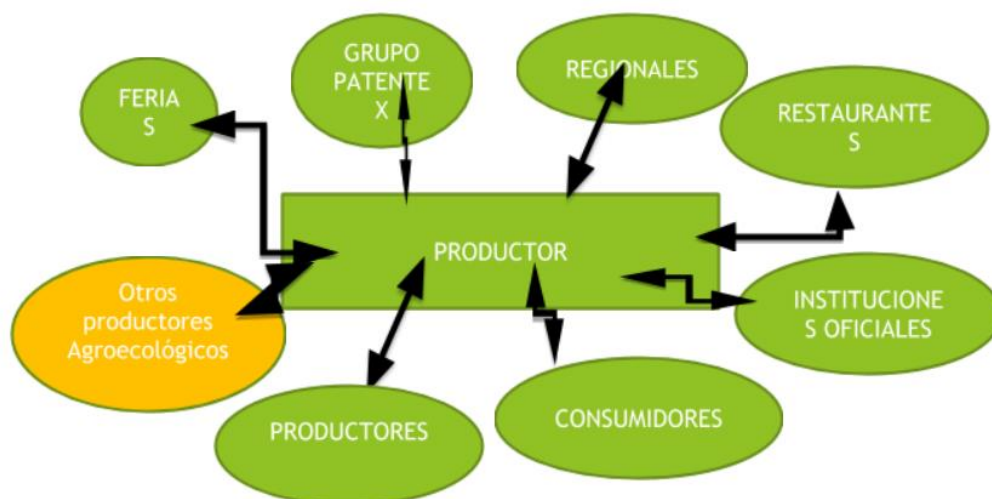 GRUPO
PATENTE
X
REGIONALES
FERIA
S
RESTAURANTE
S
PRODUCTOR
Otros
productores
Agroecológicos
INSTITUCIONE
S OFICIALES
PRODUCTORES
CONSUMIDORES